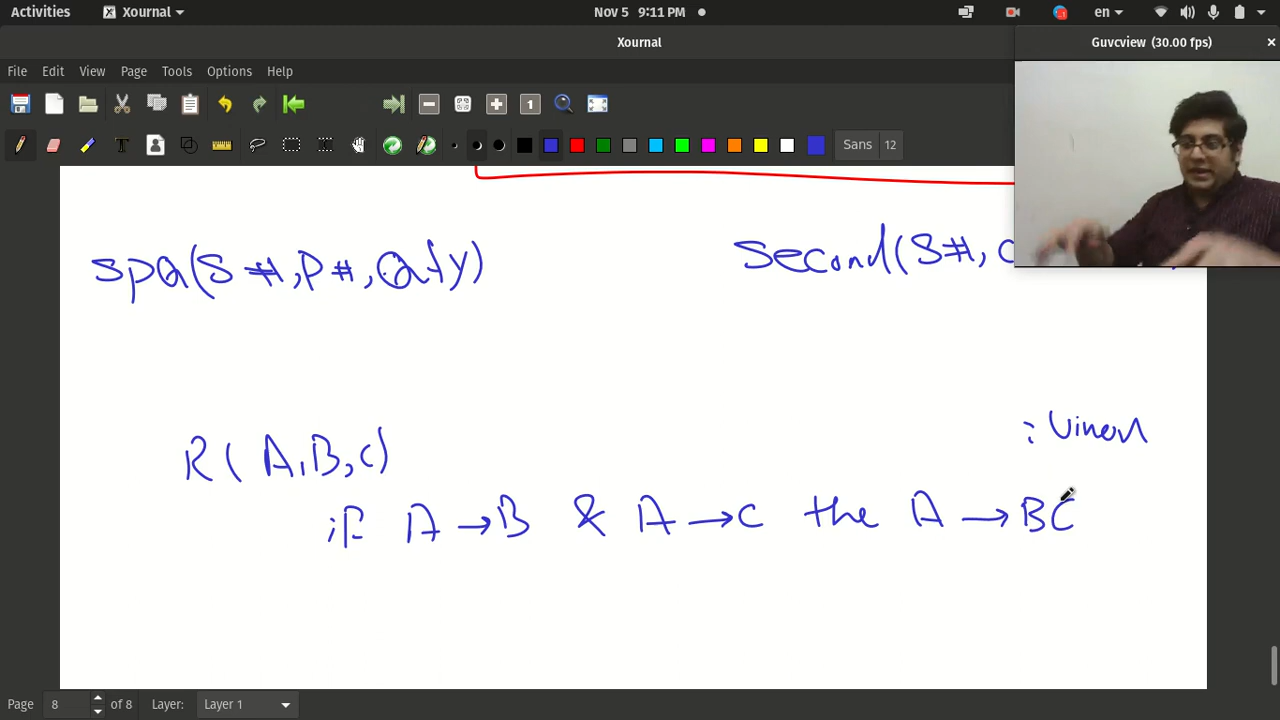 Activities Xournal Nov 5 9:11 PM en
Xournal
Guvcview (30.00 fps) ×
File Edit View Page Tools Options Help
1
T Sans 12
SPQ(S#,P#,Qty) Second(S#,
R(A,B,C)
if A→B & A→C the A→BC
Page 8 of 8 Layer: Layer 1